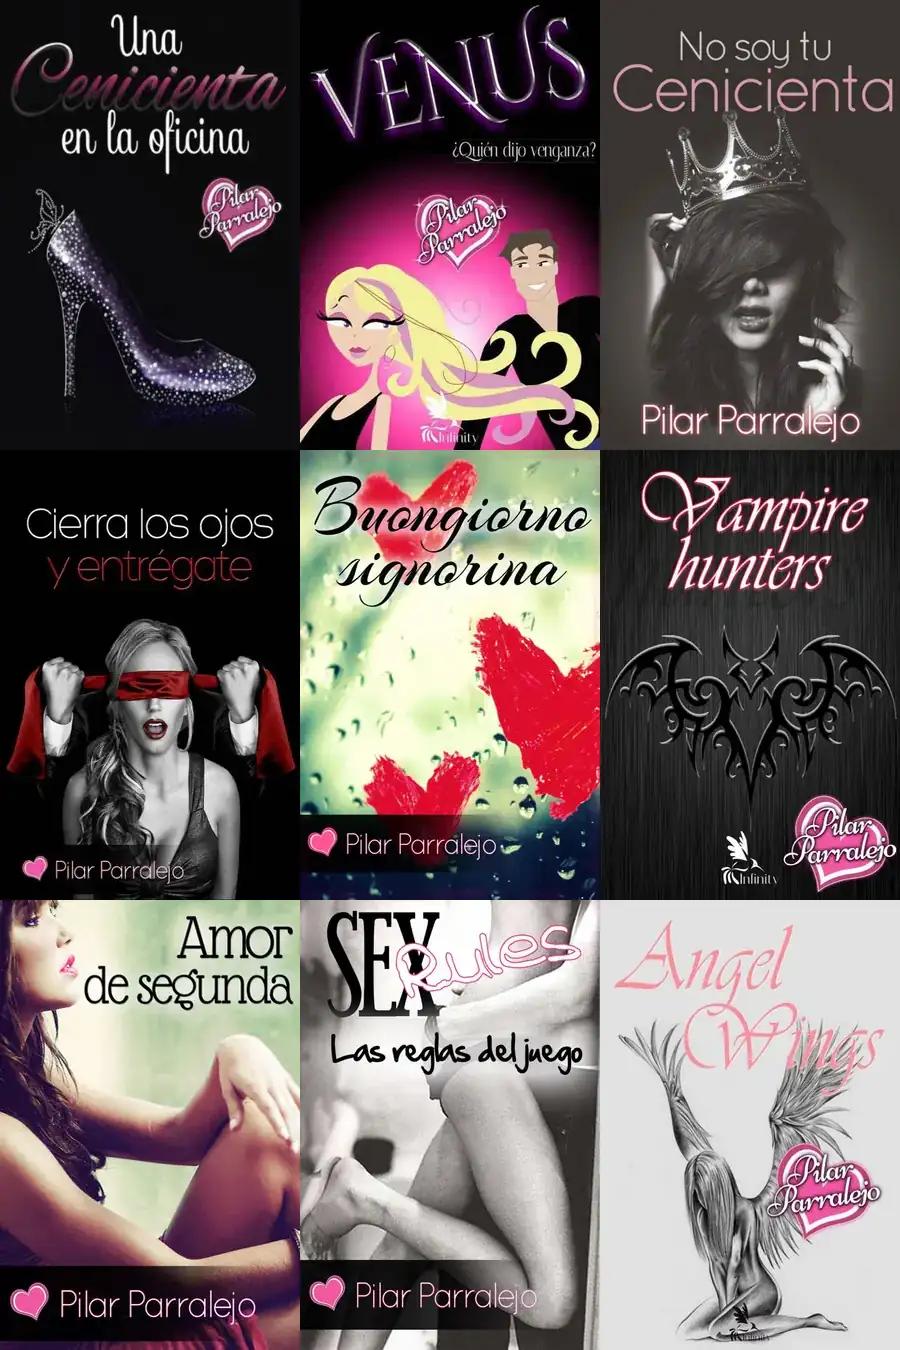 Una
Cenicienta
en la oficina
Pilar
Parralejo
VENUS
¿Quién dijo venganza?
Pilar
Parralejo
Infinity
No soy tu
Cenicienta
Pilar Parralejo
Cierra los ojos
y entrégate
Pilar Parralejo
Buongiorno
signorina
Pilar Parralejo
Vampire
hunters
Pilar
Parralejo
Infinity
Amor
de segunda
Pilar Parralejo
SEX
Rules
Las reglas del juego
Pilar Parralejo
Angel
Wings
Pilar
Parralejo
Infinity